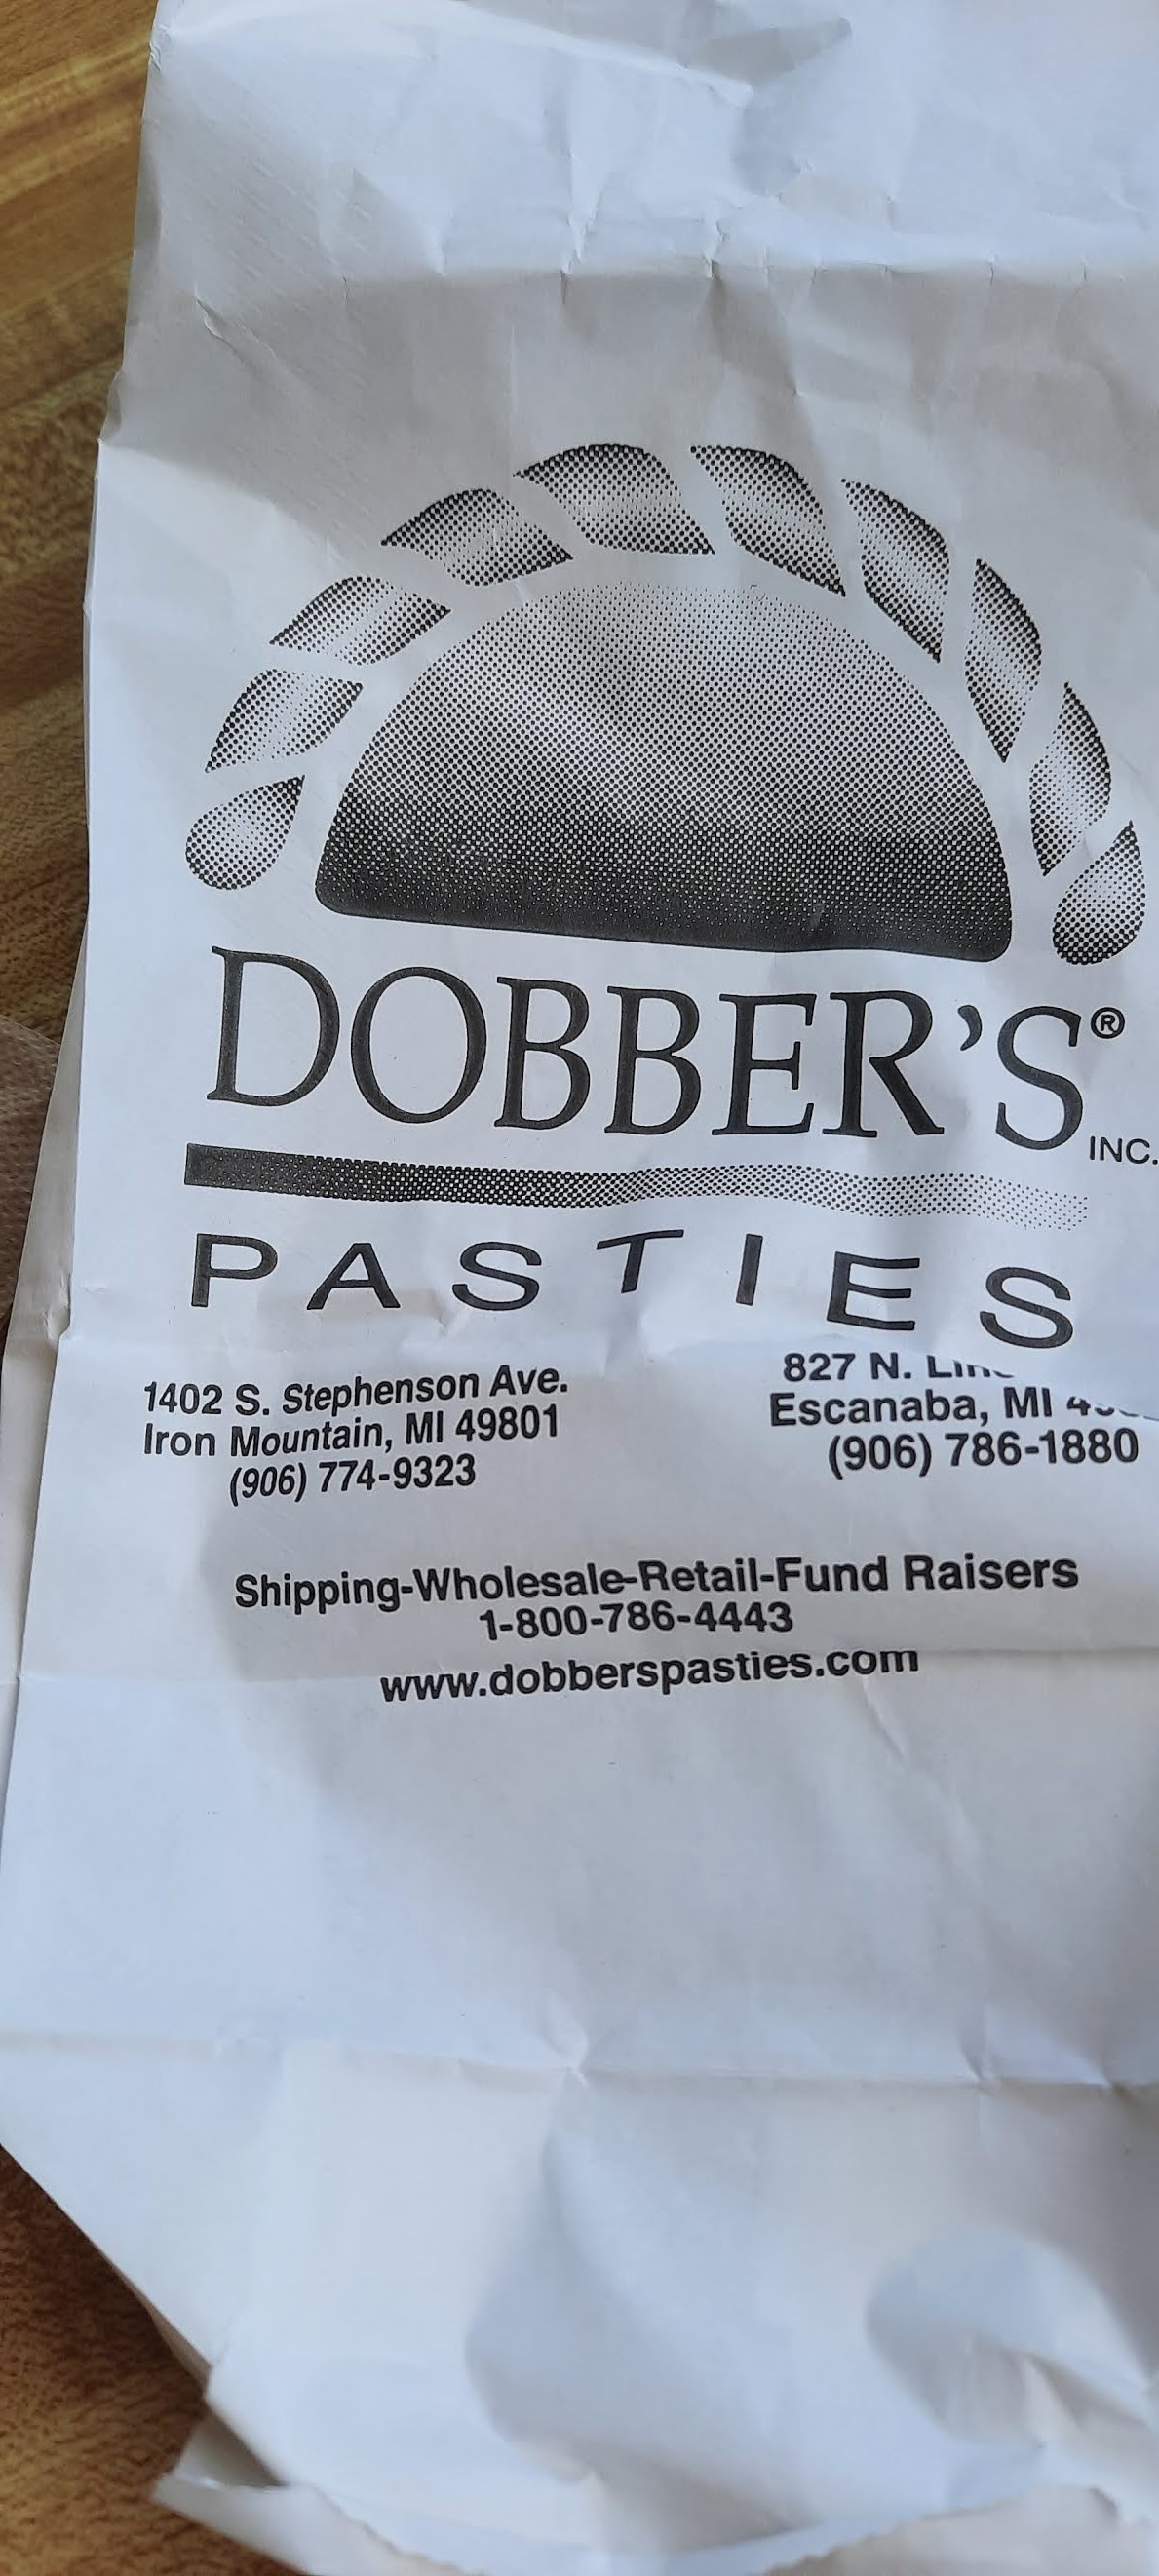 DOBBER'S®
INC.
PASTIES
1402 S. Stephenson Ave.
Iron Mountain, MI 49801
(906) 774-9323
827 N.
Escanaba, MI
(906) 786-1880
Shipping-Wholesale-Retail-Fund Raisers
1-800-786-4443
www.dobberspasties.com